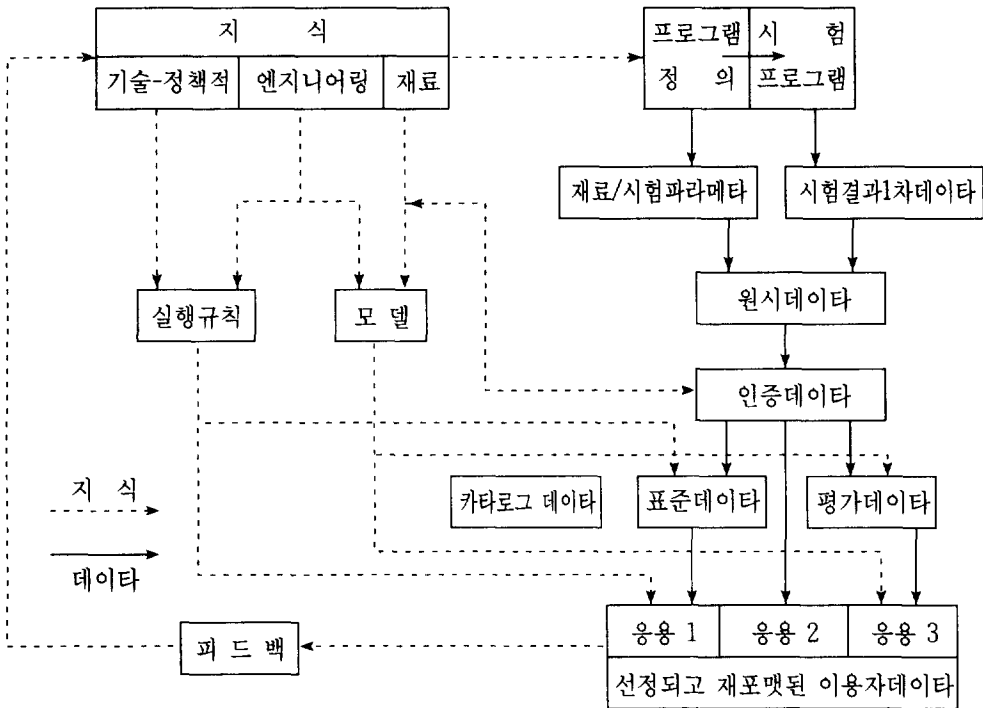 지 식
기술-정책적 엔지니어링 재료
프로그램 시 험
정 의 프로그램
재료/시험파라메타
시험결과1차데이타
원시데이타
실행규칙
모 델
인증데이타
카타로그 데이타
표준데이타
평가데이타
지 식
데이타
응용 1 응용 2 응용 3
선정되고 재포맷된 이용자데이타
피 드 백